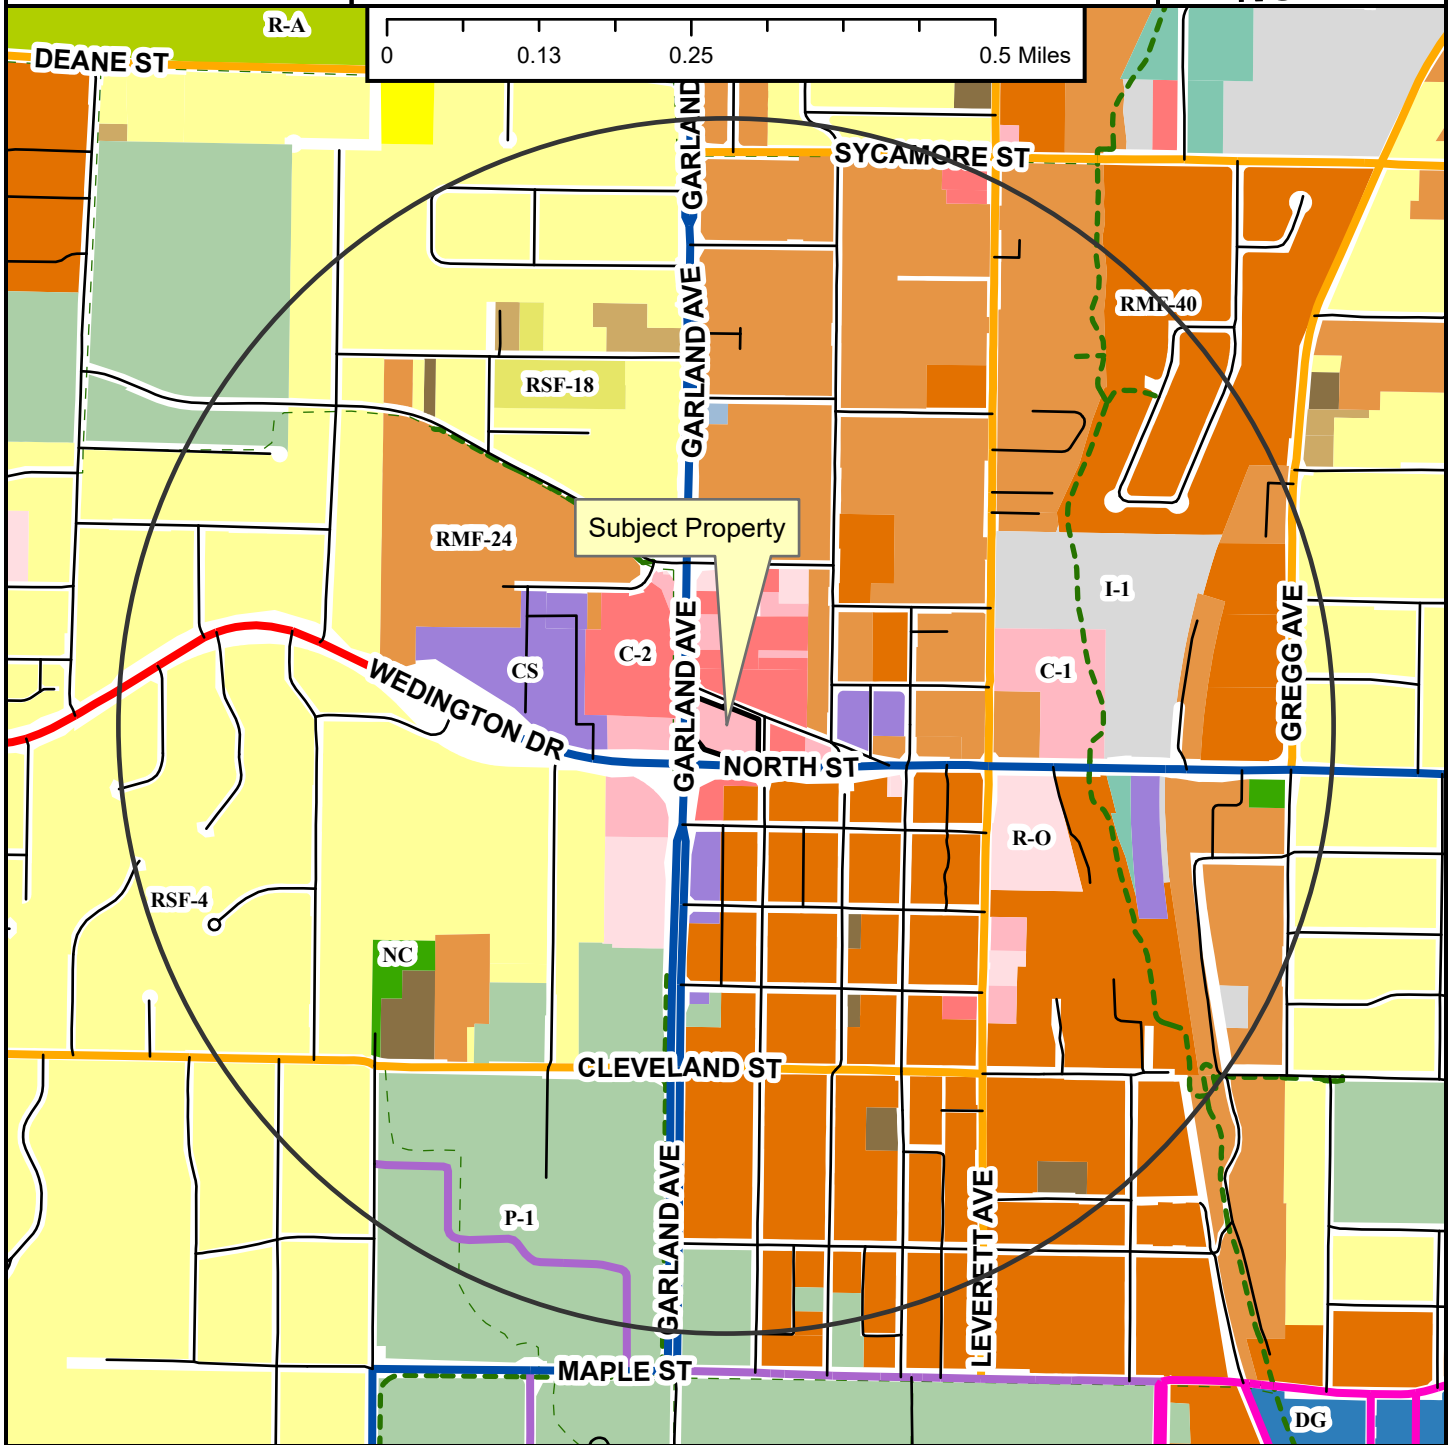 R-A
DEANE ST
0 0.13 0.25 0.5 Miles
GARLAND
SYCAMORE ST
GARLAND AVE
RMF-40
RSF-18
Subject Property
RMF-24
I-1
GREGG AVE
GARLAND AVE
C-2
CS
C-1
WEDINGTON DR
NORTH ST
R-O
RSF-4
NC
CLEVELAND ST
GARLAND AVE
LEVERETT AVE
P-1
MAPLE ST
DG